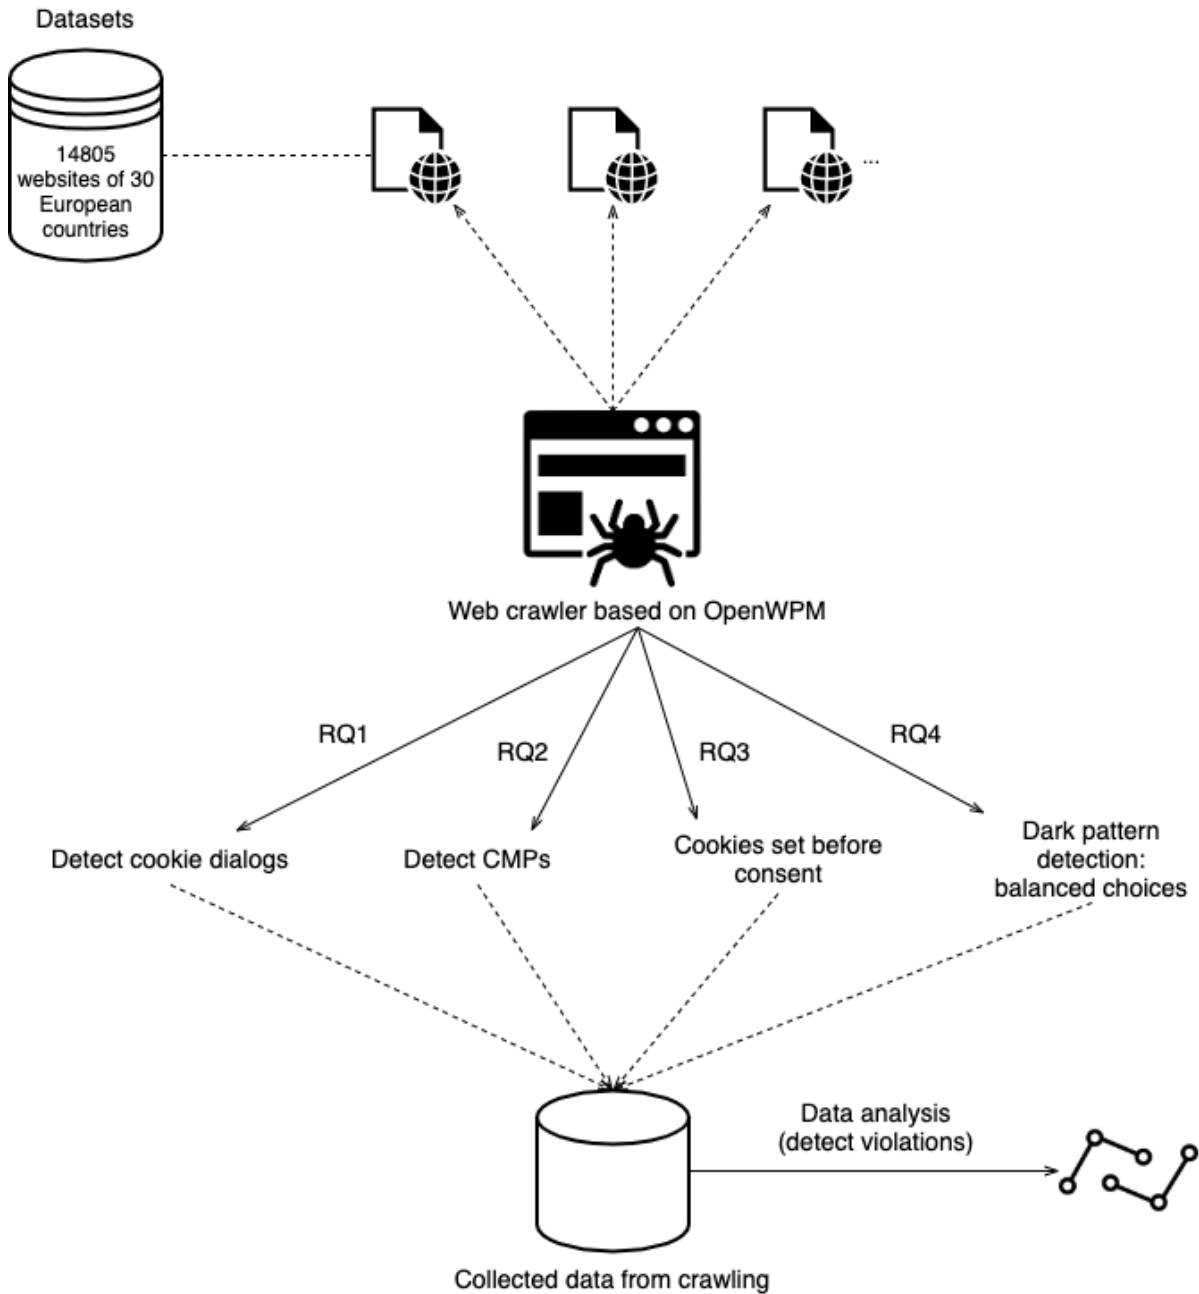 Datasets
14805
websites of 30
European
countries
...
Web crawler based on OpenWPM
RQ1
RQ2
RQ3
RQ4
Detect cookie dialogs
Detect CMPs
Cookies set before
consent
Dark pattern
detection:
balanced choices
Data analysis
(detect violations)
Collected data from crawling